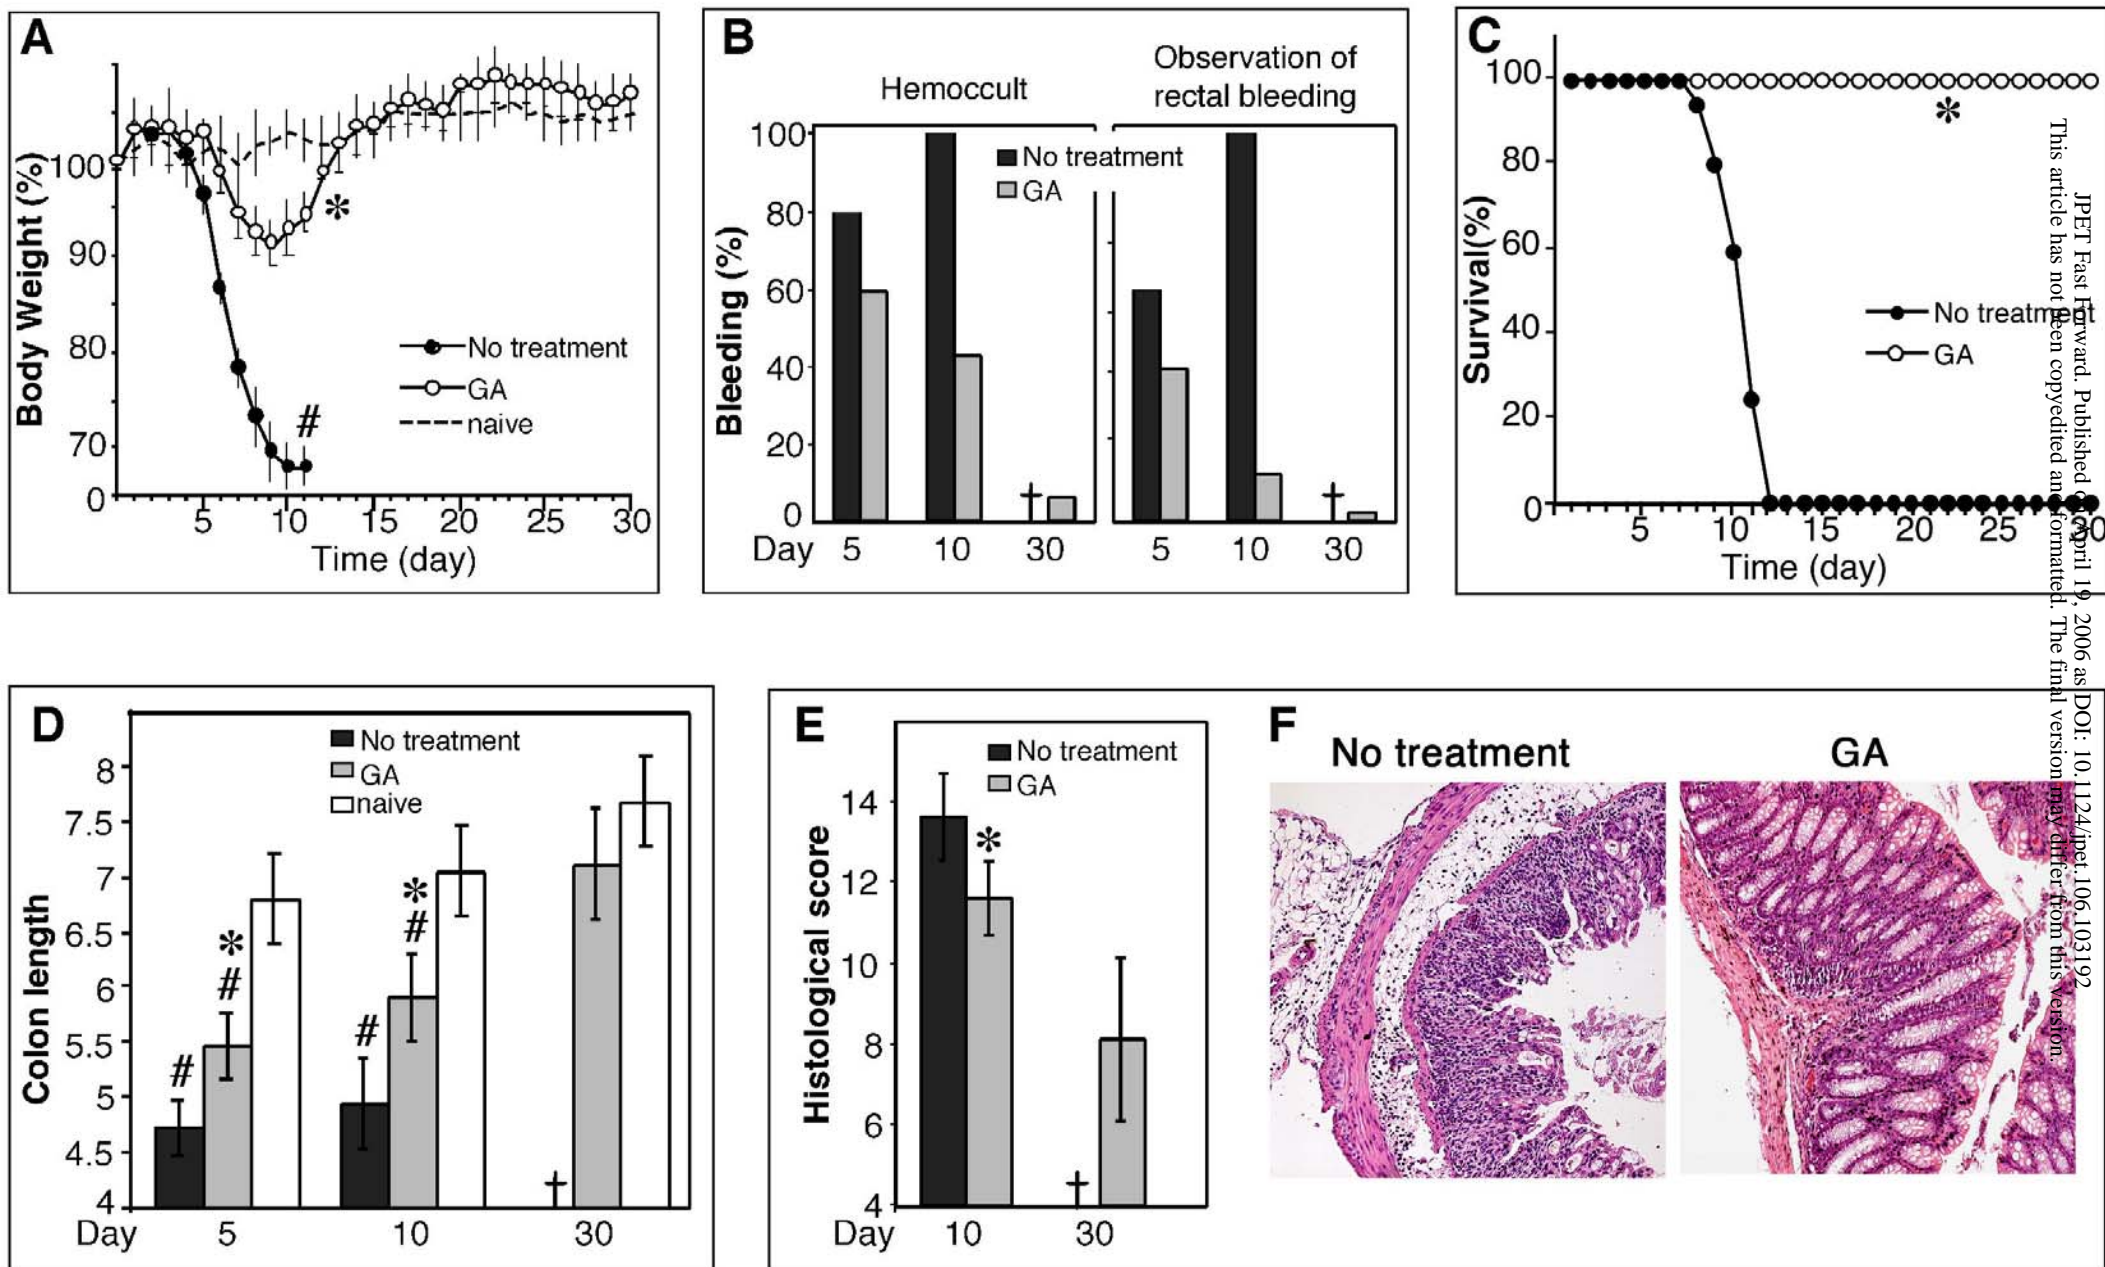 A
Body Weight (%)
100
90
80
70
0
No treatment
GA
naive
#
*
5 10 15 20 25 30
Time (day)
B
Hemoccult
Observation of
rectal bleeding
Bleeding (%)
100
80
60
40
20
0
No treatment
GA
† †
Day 5 10 30 5 10 30
C
Survival(%)
100
80
60
40
20
0
*
No treatment
GA
5 10 15 20 25 30
Time (day)
JPET Fast Forward. Published on April 19, 2006 as DOI: 10.1124/jpet.106.103192
This article has not been copyedited and formatted. The final version may differ from this version.
D
Colon length
8
7.5
7
6.5
6
5.5
5
4.5
4
No treatment
GA
naive
# * # # * # †
Day 5 10 30
E
Histological score
14
12
10
8
6
4
No treatment
GA
*
†
Day 10 30
F
No treatment GA